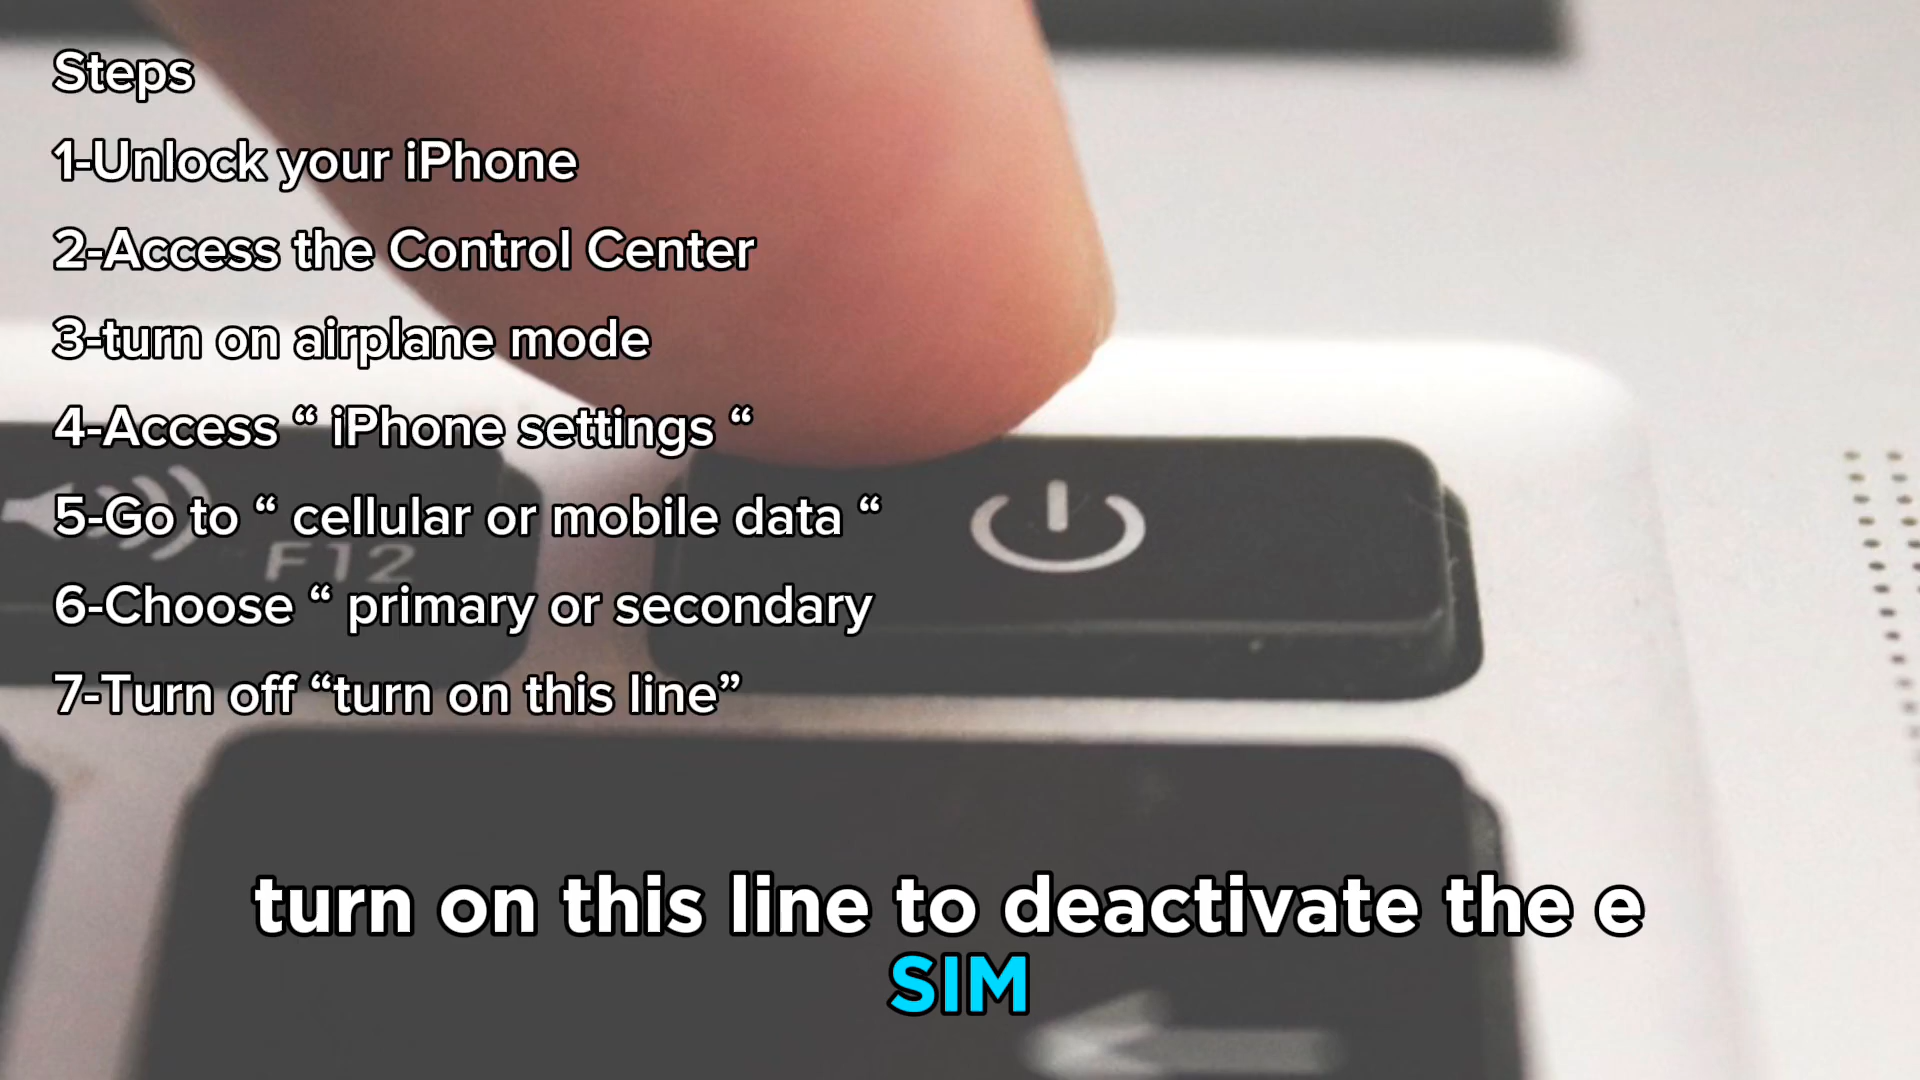 Steps
1-Unlock your iPhone
2-Access the Control Center
3-turn on airplane mode
4-Access “ iPhone settings “
5-Go to “ cellular or mobile data “
F12
6-Choose “ primary or secondary
7-Turn off “turn on this line”
turn on this line to deactivate the e
SIM